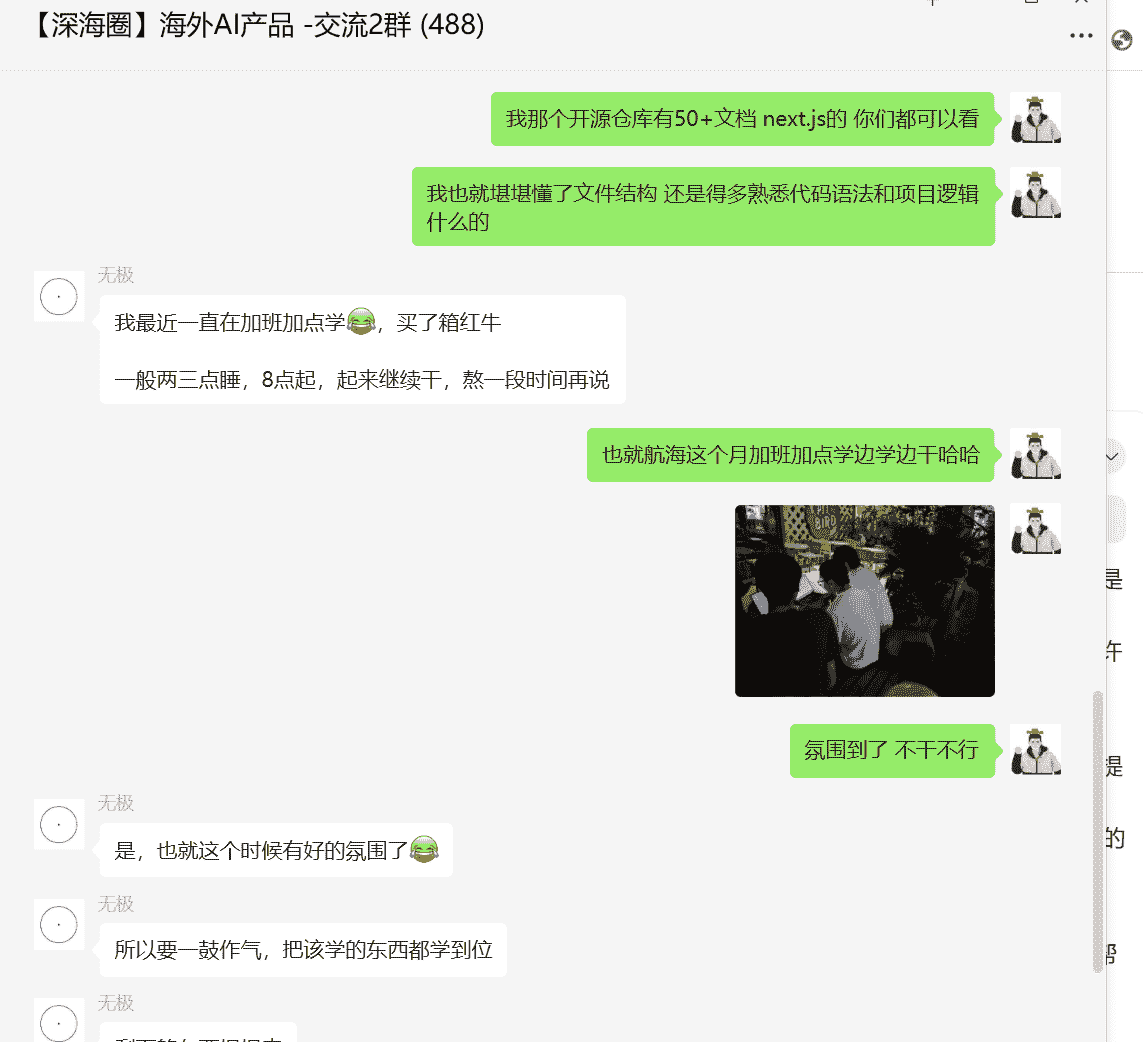 【深海圈】海外AI产品 -交流2群 (488)
我那个开源仓库有50+文档 next.js的 你们都可以看
我也就堪堪懂了文件结构 还是得多熟悉代码语法和项目逻辑
什么的
无极
我最近一直在加班加点学😂，买了箱红牛
一般两三点睡，8点起，起来继续干，熬一段时间再说
也就航海这个月加班加点学边学边干哈哈
氛围到了 不干不行
无极
是，也就这个时候有好的氛围了😂
无极
所以要一鼓作气，把该学的东西都学到位
无极
是
许
提
的
帮